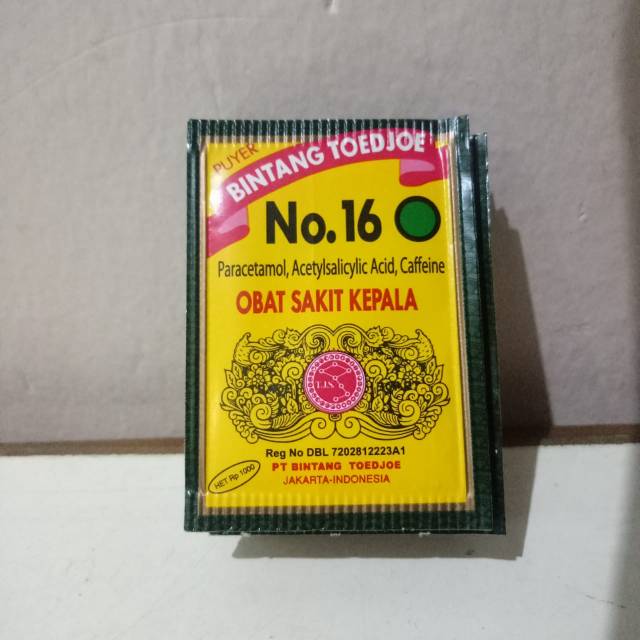 PUYER
BINTANG TOEDJOE
No.16
Paracetamol, Acetylsalicylic Acid, Caffeine
OBAT SAKIT KEPALA
T.J.S
Reg No DBL 7202812223A1
PT BINTANG TOEDJOE
HET Rp 1000
JAKARTA-INDONESIA